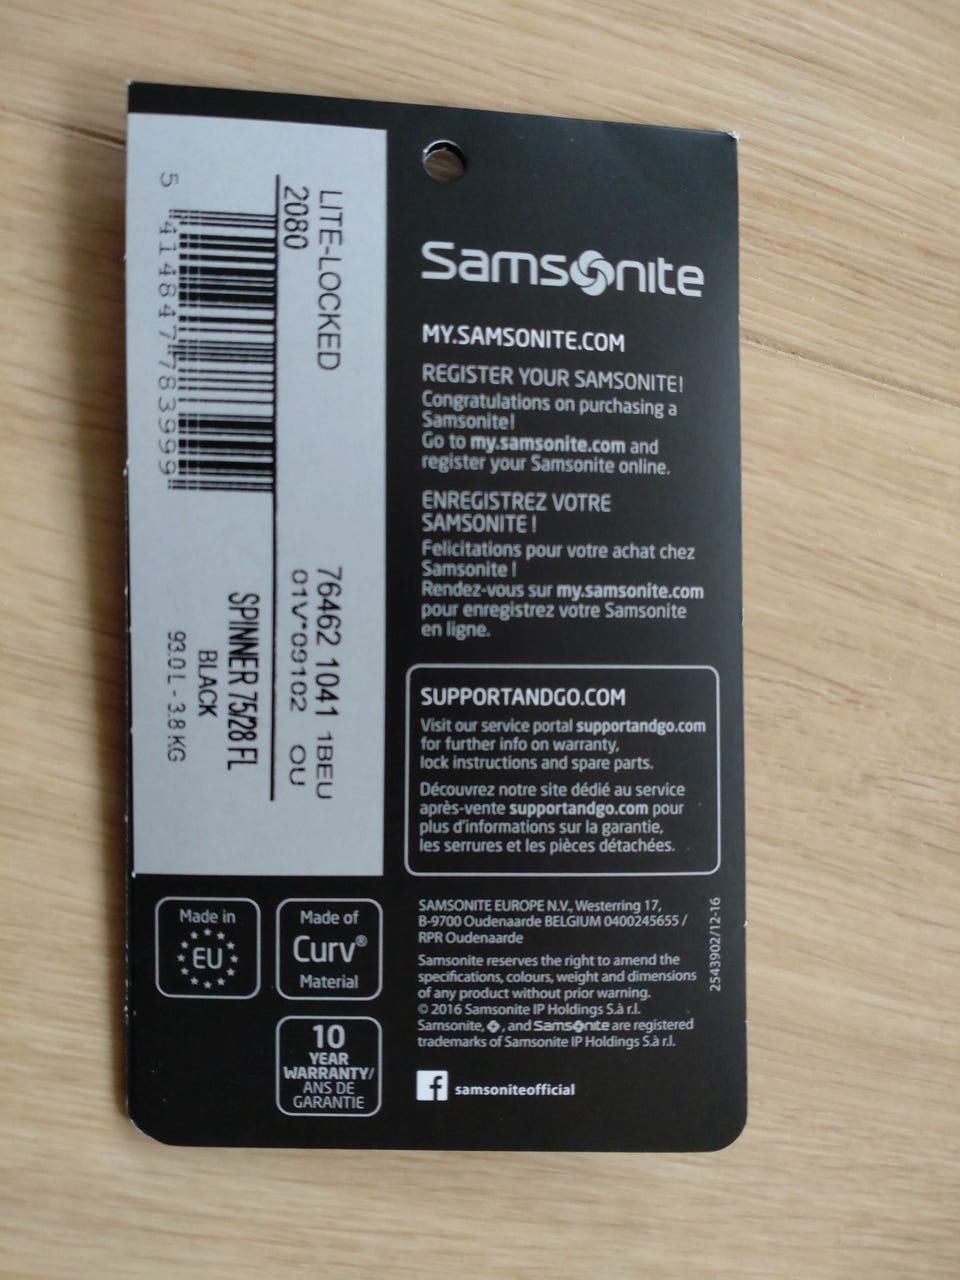 LITE-LOCKED
2080
76462 1041 1BEU
01V*09102 OU
5 414847 783999
SPINNER 75/28 FL
BLACK
93.0 L - 3.8 KG
Samsonite
MY.SAMSONITE.COM
REGISTER YOUR SAMSONITE!
Congratulations on purchasing a
Samsonite!
Go to my.samsonite.com and
register your Samsonite online.
ENREGISTREZ VOTRE
SAMSONITE !
Felicitations pour votre achat chez
Samsonite !
Rendez-vous sur my.samsonite.com
pour enregistrez votre Samsonite
en ligne.
SUPPORTANDGO.COM
Visit our service portal supportandgo.com
for further info on warranty,
lock instructions and spare parts.
Découvrez notre site dédié au service
après-vente supportandgo.com pour
plus d'informations sur la garantie,
les serrures et les pièces détachées.
Made in
EU
Made of
Curv®
Material
10
YEAR
WARRANTY/
ANS DE
GARANTIE
SAMSONITE EUROPE N.V., Westerring 17,
B-9700 Oudenaarde BELGIUM 0400245655 /
RPR Oudenaarde
Samsonite reserves the right to amend the
specifications, colours, weight and dimensions
of any product without prior warning.
© 2016 Samsonite IP Holdings S.à r.l.
Samsonite, , and Samsonite are registered
trademarks of Samsonite IP Holdings S.à r.l.
2543902/12-16
f samsoniteofficial